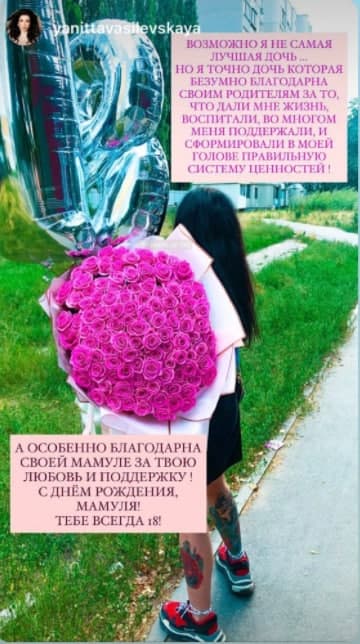 yanittavasilevskaya
ВОЗМОЖНО Я НЕ САМАЯ
ЛУЧШАЯ ДОЧЬ ...
НО Я ТОЧНО ДОЧЬ КОТОРАЯ
БЕЗУМНО БЛАГОДАРНА
СВОИМ РОДИТЕЛЯМ ЗА ТО,
ЧТО ДАЛИ МНЕ ЖИЗНЬ,
ВОСПИТАЛИ, ВО МНОГОМ
МЕНЯ ПОДДЕРЖАЛИ, И
СФОРМИРОВАЛИ В МОЕЙ
ГОЛОВЕ ПРАВИЛЬНУЮ
СИСТЕМУ ЦЕННОСТЕЙ !
А ОСОБЕННО БЛАГОДАРНА
СВОЕЙ МАМУЛЕ ЗА ТВОЮ
ЛЮБОВЬ И ПОДДЕРЖКУ !
С ДНЁМ РОЖДЕНИЯ,
МАМУЛЯ!
ТЕБЕ ВСЕГДА 18!